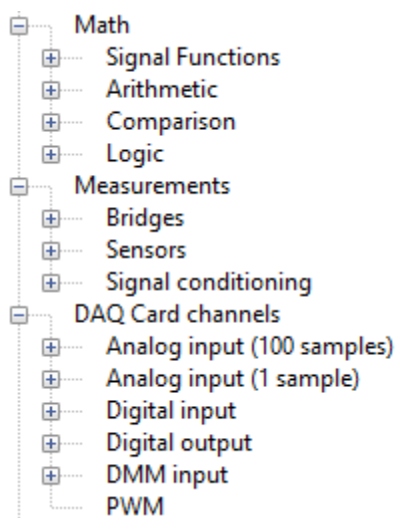 Math
Signal Functions
Arithmetic
Comparison
Logic
Measurements
Bridges
Sensors
Signal conditioning
DAQ Card channels
Analog input (100 samples)
Analog input (1 sample)
Digital input
Digital output
DMM input
PWM